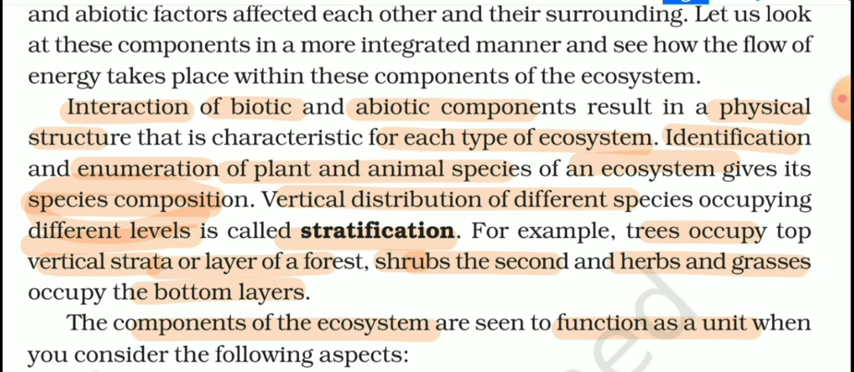 and abiotic factors affected each other and their surrounding. Let us look
at these components in a more integrated manner and see how the flow of
energy takes place within these components of the ecosystem.
Interaction of biotic and abiotic components result in a physical
structure that is characteristic for each type of ecosystem. Identification
and enumeration of plant and animal species of an ecosystem gives its
species composition. Vertical distribution of different species occupying
different levels is called stratification. For example, trees occupy top
vertical strata or layer of a forest, shrubs the second and herbs and grasses
occupy the bottom layers.
The components of the ecosystem are seen to function as a unit when
you consider the following aspects: